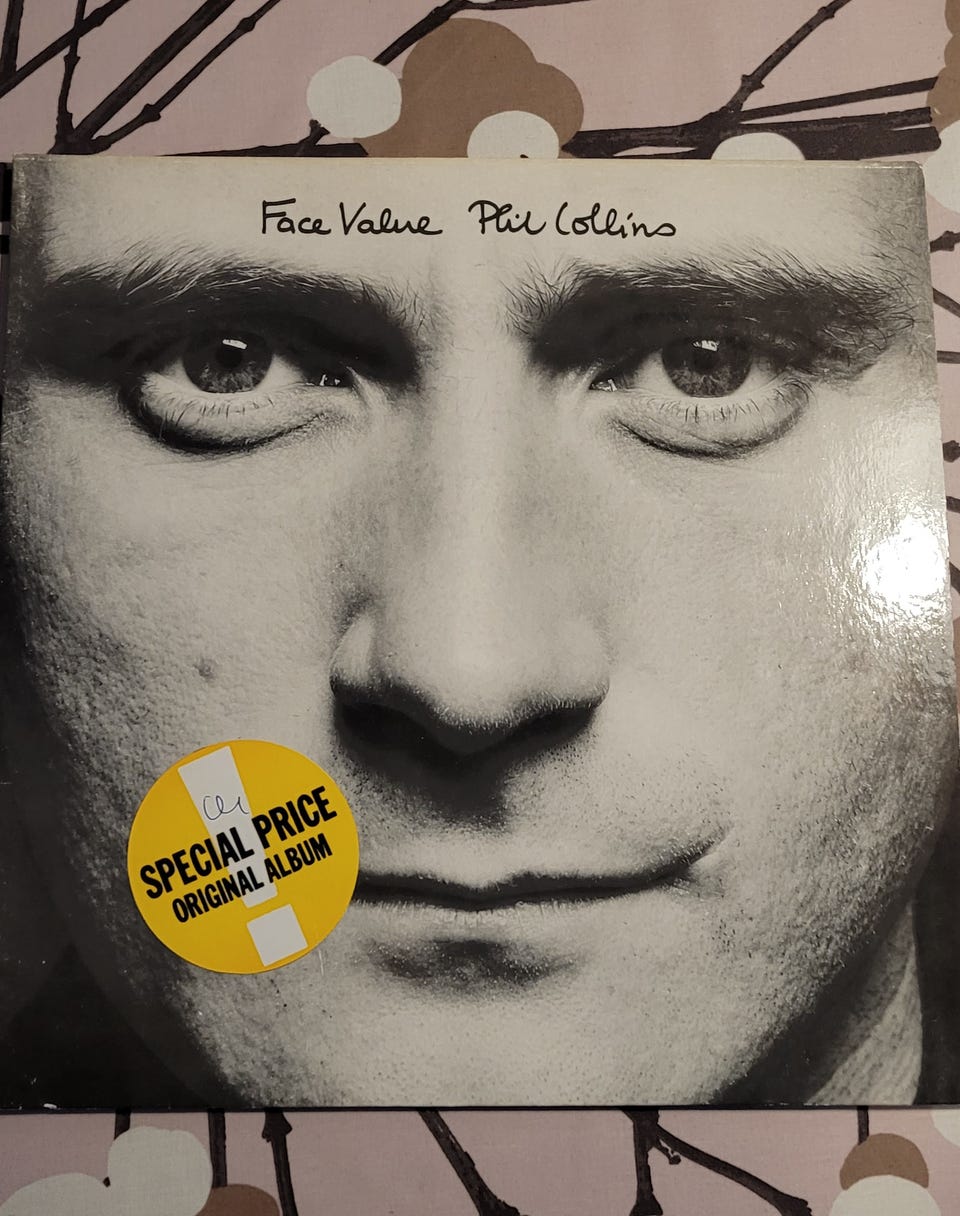 Face Value Phil Collins
SPECIAL PRICE
ORIGINAL ALBUM